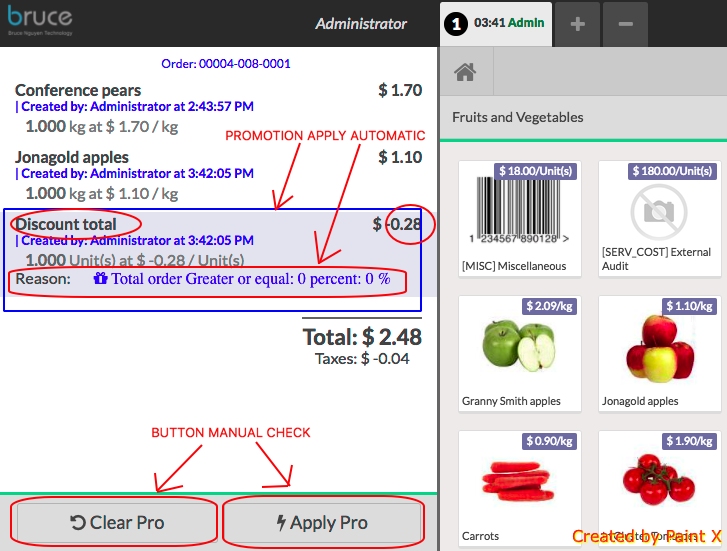 bruce
Bruce Nguyen Technology
Administrator
1 03:41 Admin
Order: 00004-008-0001
Conference pears $ 1.70
| Created by: Administrator at 2:43:57 PM
1.000 kg at $ 1.70 / kg
PROMOTION APPLY AUTOMATIC
Jonagold apples $ 1.10
| Created by: Administrator at 3:42:05 PM
1.000 kg at $ 1.10 / kg
Discount total $ -0.28
| Created by: Administrator at 3:42:05 PM
1.000 Unit(s) at $ -0.28 / Unit(s)
Reason: Total order Greater or equal: 0 percent: 0 %
Total: $ 2.48
Taxes: $ -0.04
BUTTON MANUAL CHECK
Clear Pro
Apply Pro
Fruits and Vegetables
$ 18.00/Unit(s)
1 234567 890128 >
[MISC] Miscellaneous
$ 180.00/Unit(s)
[SERV_COST] External
Audit
$ 2.09/kg
Granny Smith apples
$ 1.10/kg
Jonagold apples
$ 0.90/kg
Carrots
$ 1.90/kg
Created by Paint X